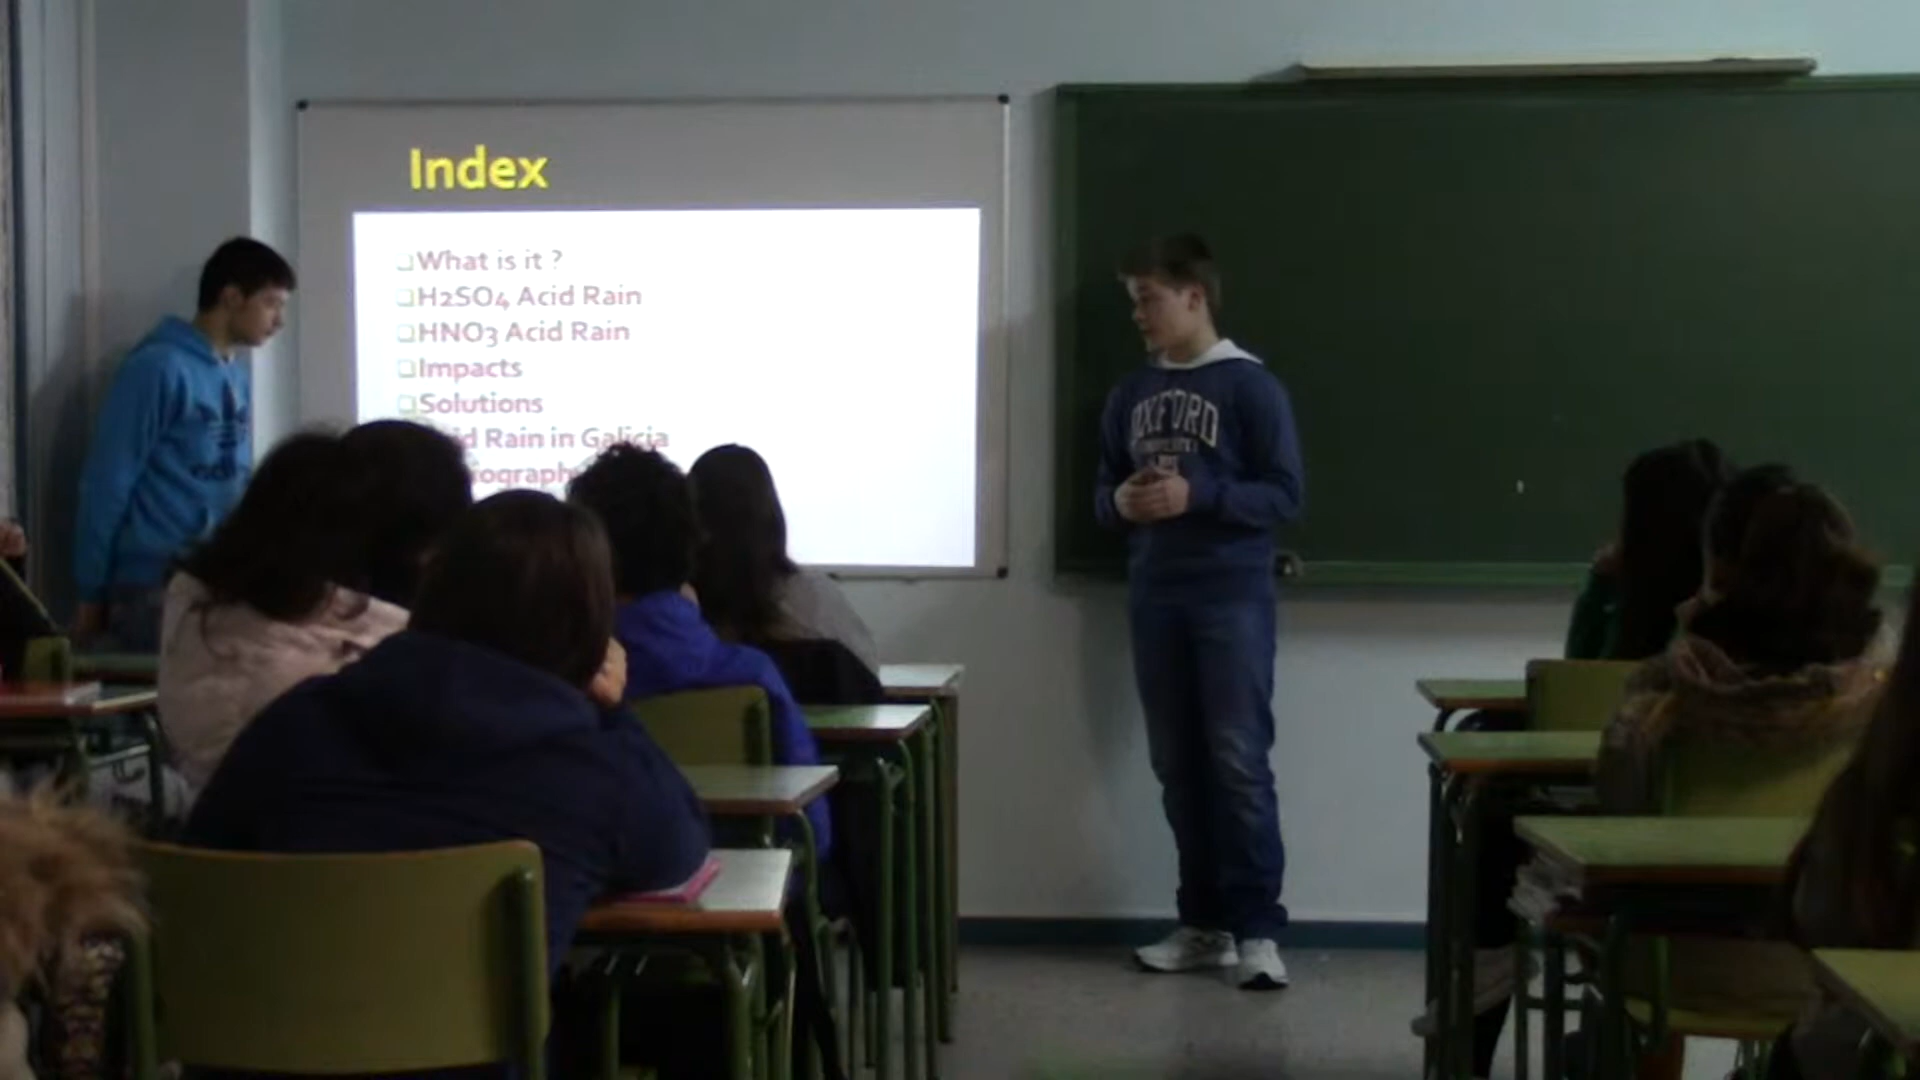 Index
What is it ?
H2SO4 Acid Rain
HNO3 Acid Rain
Impacts
Solutions
Rain in Galicia
OXFORD